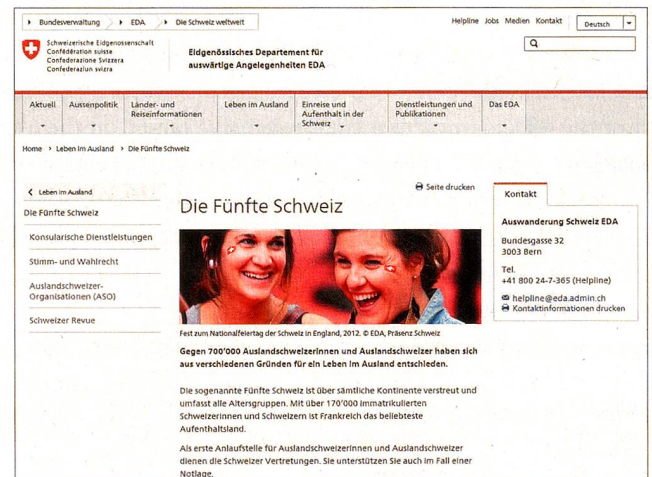 Bundesverwaltung EDA Die Schweiz weltweit
Helpline Jobs Medien Kontakt Deutsch
Schweizerische Eidgenossenschaft
Confédération suisse
Confederazione Svizzera
Confederaziun svizra
Eidgenössisches Departement für
auswärtige Angelegenheiten EDA
Aktuell
Aussenpolitik
Länder- und
Reiseinformationen
Leben im Ausland
Einreise und
Aufenthalt in der
Schweiz
Dienstleistungen und
Publikationen
Das EDA
Home Leben im Ausland Die Fünfte Schweiz
Leben im Ausland
Die Fünfte Schweiz
Konsularische Dienstleistungen
Stimm- und Wahlrecht
Auslandschweizer-
Organisationen (ASO)
Schweizer Revue
Seite drucken
Die Fünfte Schweiz
Fest zum Nationalfeiertag der Schweiz in England, 2012. © EDA, Präsenz Schweiz
Gegen 700'000 Auslandschweizerinnen und Auslandschweizer haben sich
aus verschiedenen Gründen für ein Leben im Ausland entschieden.
Die sogenannte Fünfte Schweiz ist über sämtliche Kontinente verstreut und
umfasst alle Altersgruppen. Mit über 170'000 immatrikulierten
Schweizerinnen und Schweizern ist Frankreich das beliebteste
Aufenthaltsland.
Als erste Anlaufstelle für Auslandschweizerinnen und Auslandschweizer
dienen die Schweizer Vertretungen. Sie unterstützen Sie auch im Fall einer
Notlage.
Kontakt
Auswanderung Schweiz EDA
Bundesgasse 32
3003 Bern
Tel.
+41 800 24-7-365 (Helpline)
helpline@eda.admin.ch
Kontaktinformationen drucken